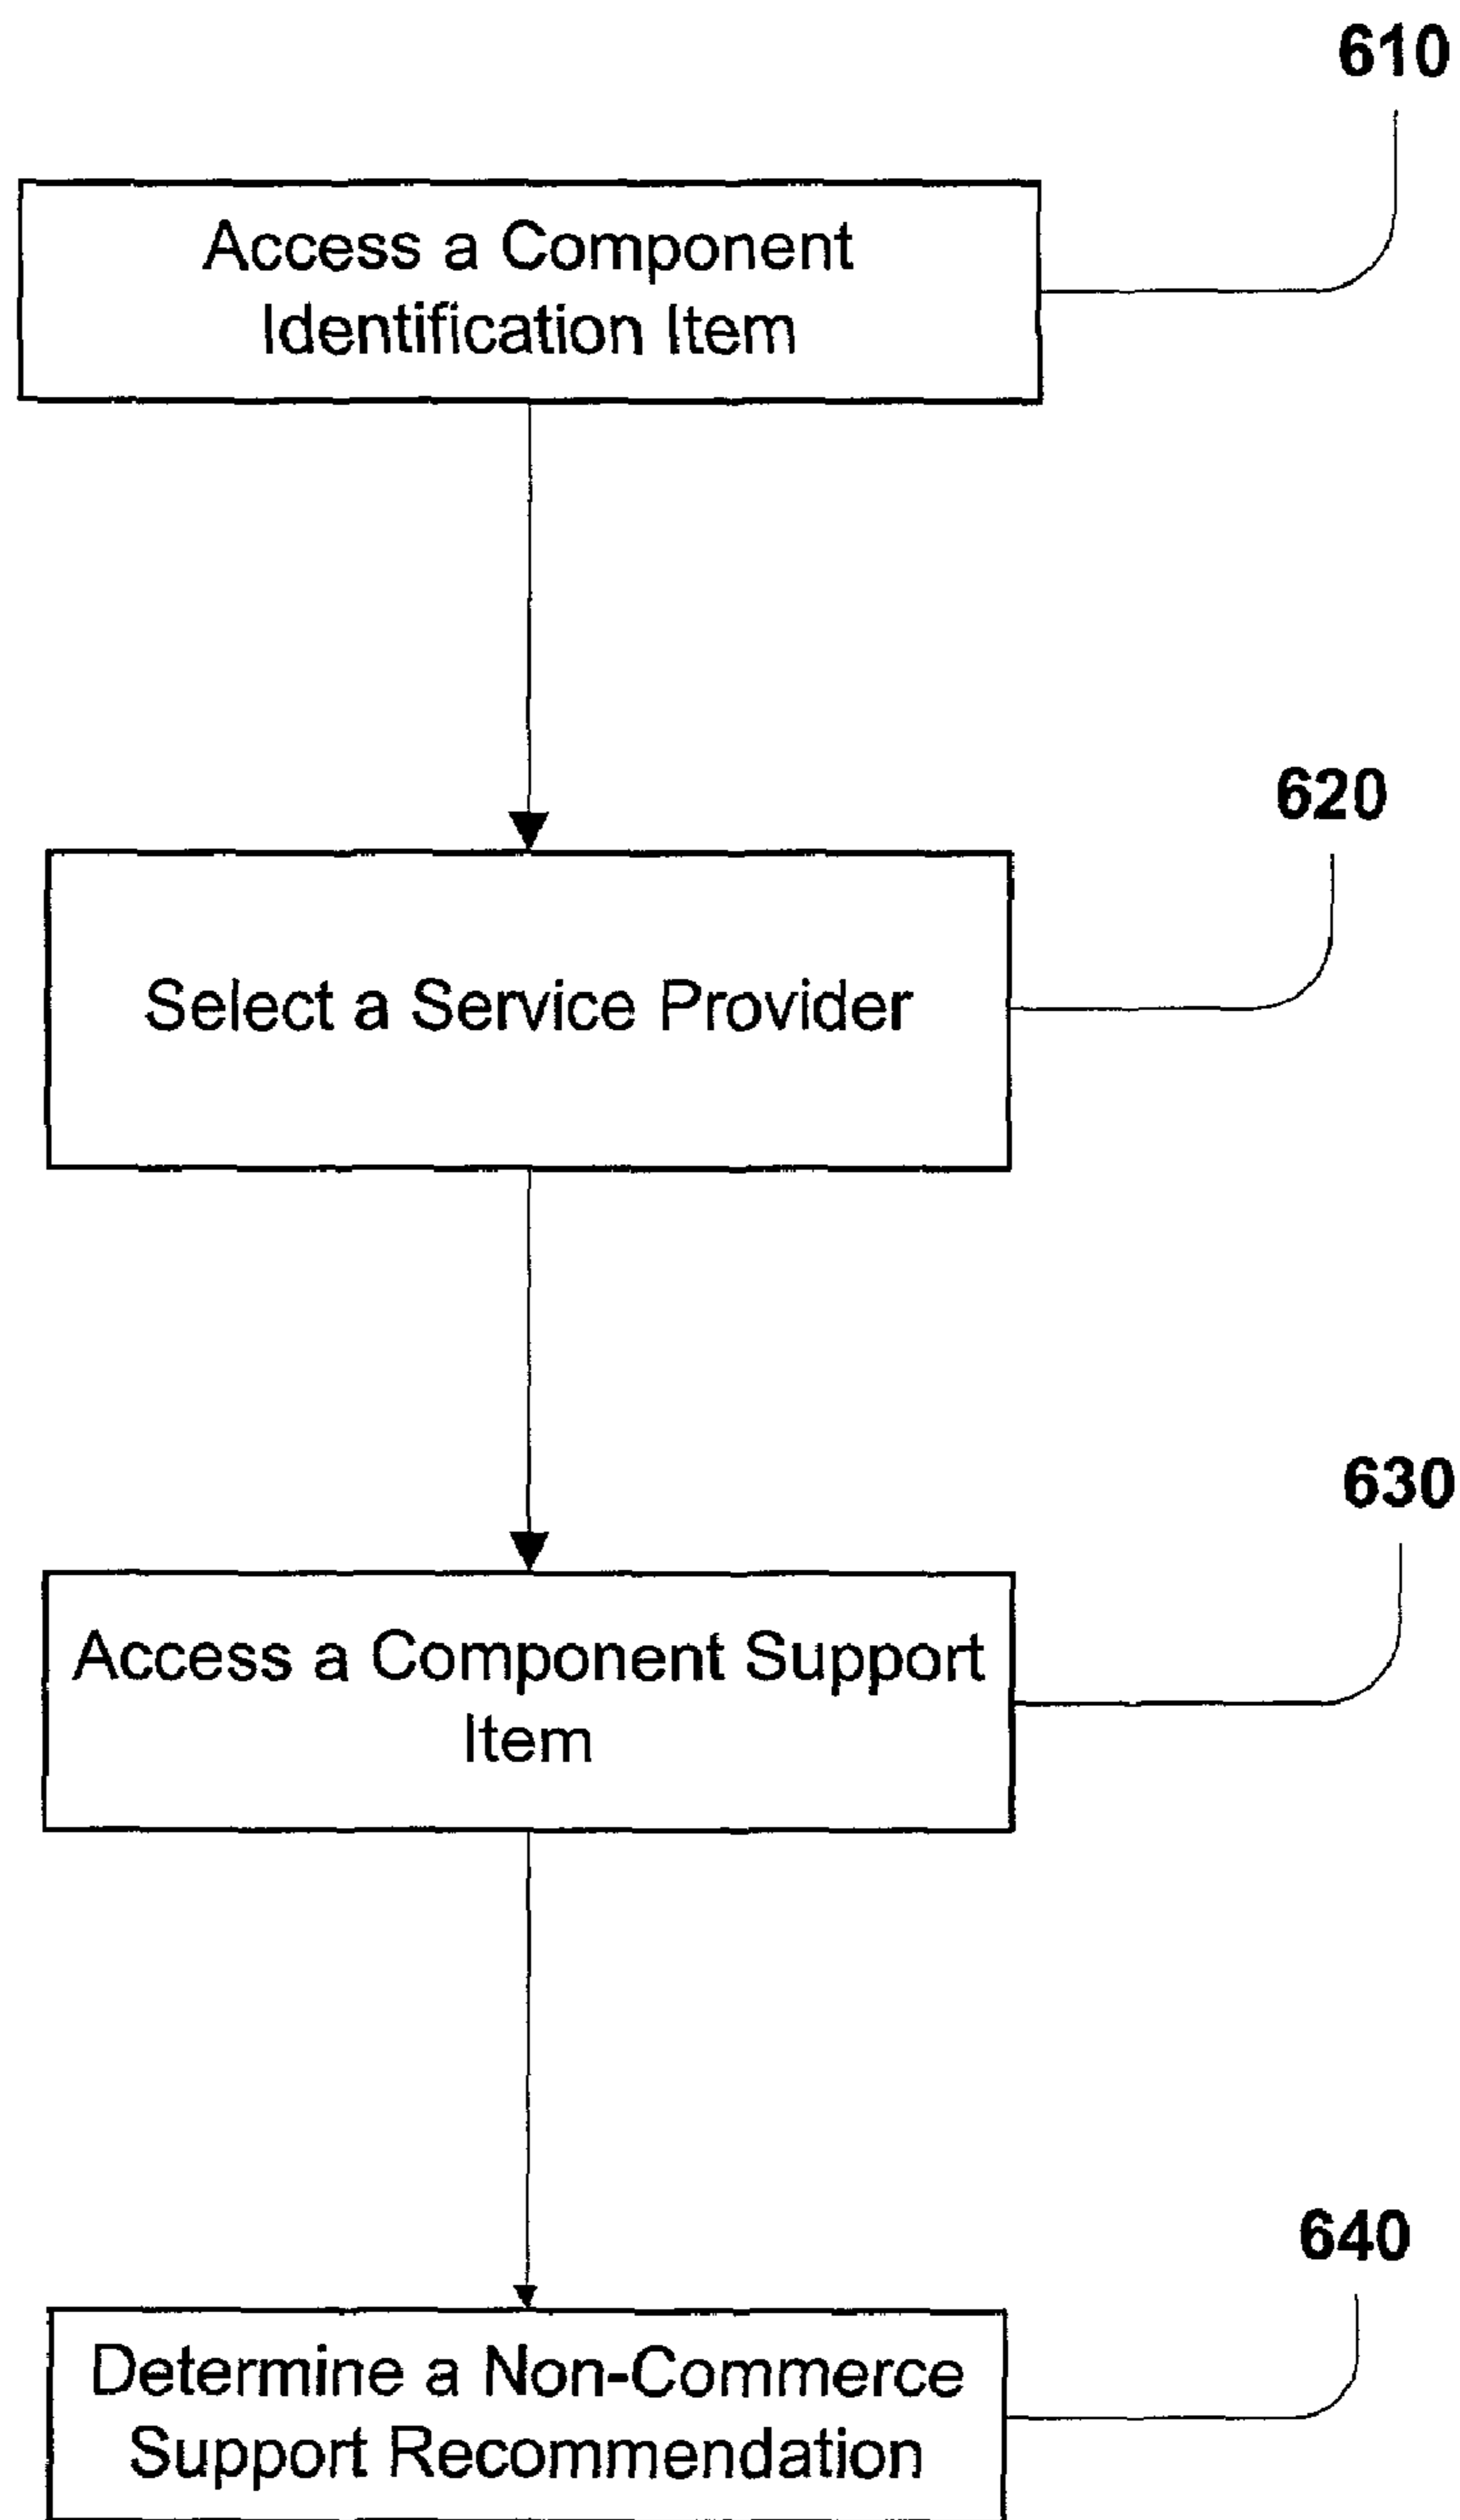 610
Access a Component
Identification Item
620
Select a Service Provider
630
Access a Component Support
Item
640
Determine a Non-Commerce
Support Recommendation